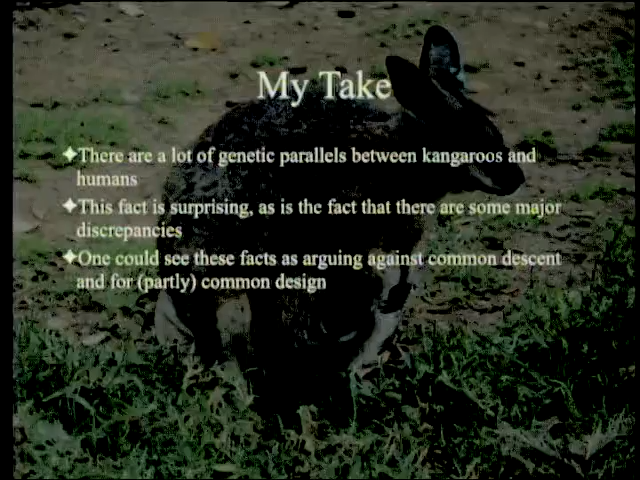 My Take
There are a lot of genetic parallels between kangaroos and
humans
This fact is surprising, as is the fact that there are some major
discrepancies
One could see these facts as arguing against common descent
and for (partly) common design